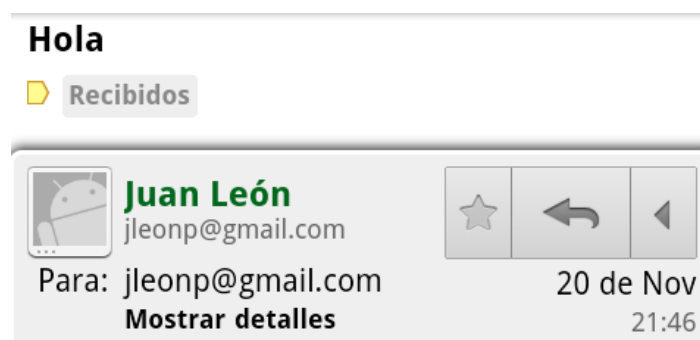 Hola
Recibidos
Juan León
jleonp@gmail.com
Para: jleonp@gmail.com
20 de Nov
Mostrar detalles
21:46